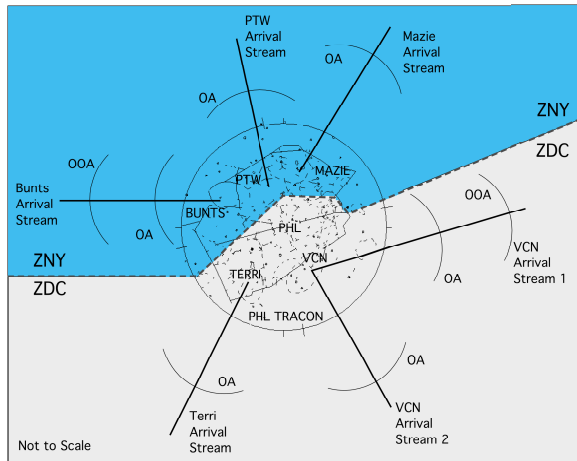 PTW
Arrival
Stream
Mazie
Arrival
Stream
OA
OA
ZNY
ZDC
OOA
Bunts
Arrival
Stream
OA
PTW
MAZIE
BUNTS
PHL
OOA
VCN
Arrival
Stream 1
OA
ZNY
ZDC
TERRI
VCN
PHL TRACON
OA
OA
Terri
Arrival
Stream
VCN
Arrival
Stream 2
Not to Scale